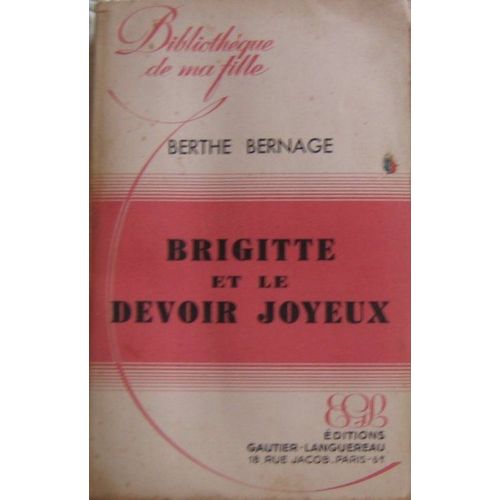 Bibliothèque
de ma fille
BERTHE BERNAGE
BRIGITTE
ET LE
DEVOIR JOYEUX
EGL
ÉDITIONS
GAUTIER-LANGUEREAU
18, RUE JACOB. PARIS-6E